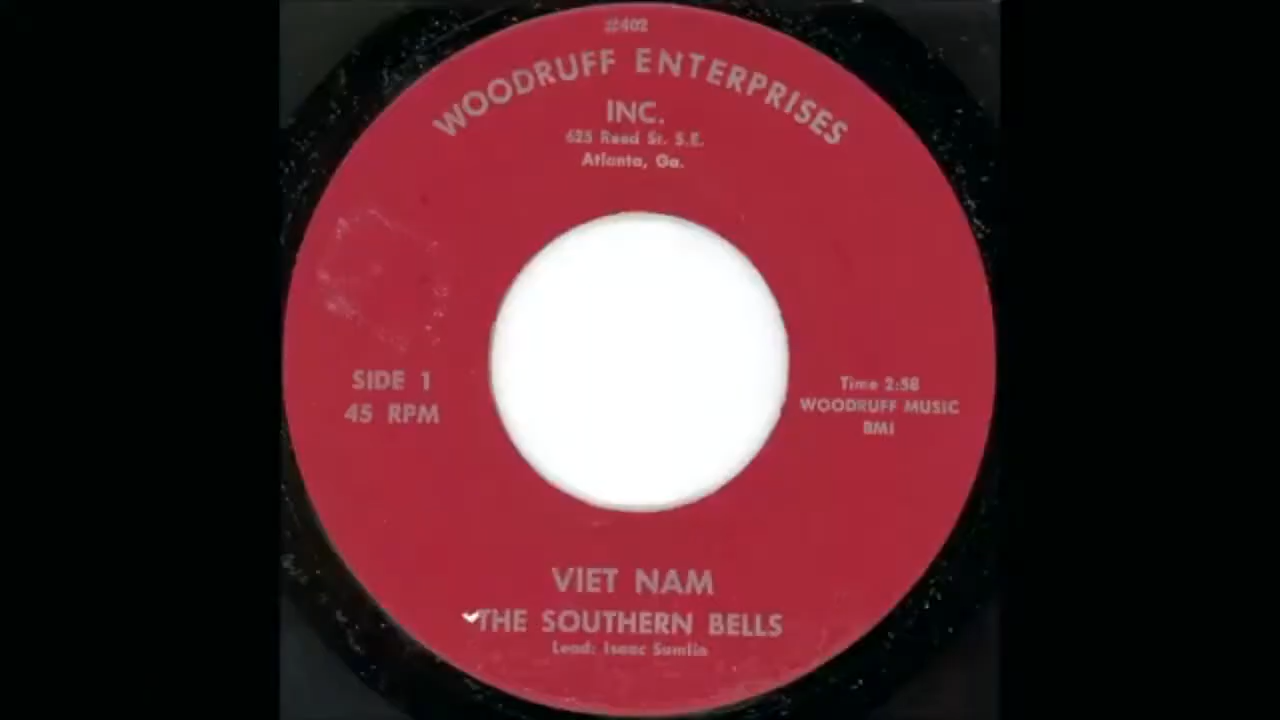 #402
WOODRUFF ENTERPRISES
INC.
625 Reed St. S.E.
Atlanta, Ga.
SIDE 1
45 RPM
Time 2:58
WOODRUFF MUSIC
BMI
VIET NAM
THE SOUTHERN BELLS
Lead: Isaac Sumlin